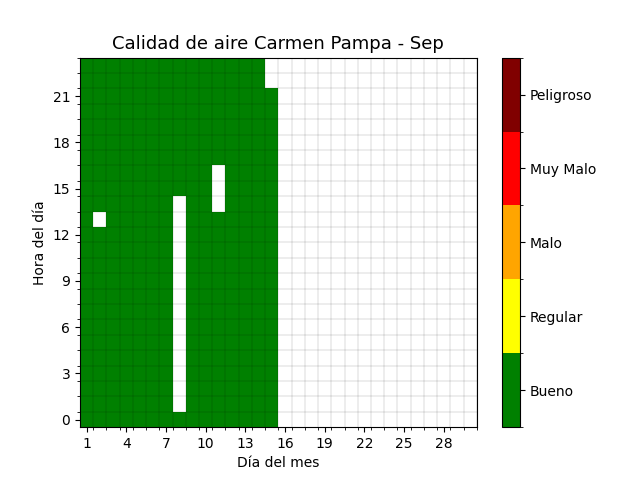 Calidad de aire Carmen Pampa - Sep
21
18
15
12
9
6
3
0
Hora del día
1 4 7 10 13 16 19 22 25 28
Día del mes
Peligroso
Muy Malo
Malo
Regular
Bueno